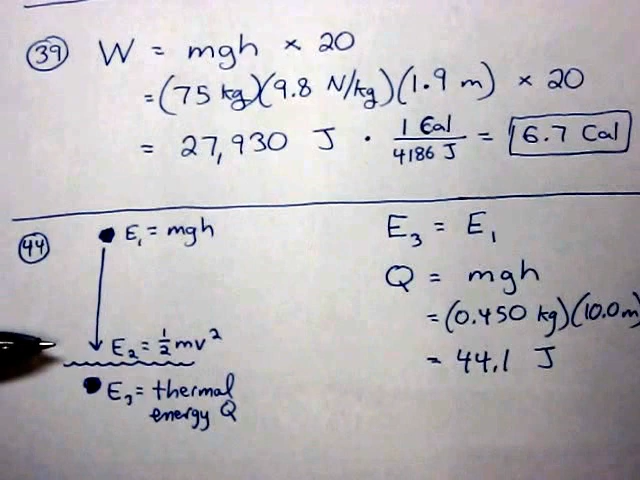 39 W = mgh × 20
= (75 kg)(9.8 N/kg)(1.9 m) × 20
= 27,930 J · 1 Cal / 4186 J = 6.7 Cal
44 E₁ = mgh
E₂ = ½mv²
E₃ = thermal
energy Q
E₃ = E₁
Q = mgh
= (0.450 kg)(10.0 m
= 44.1 J